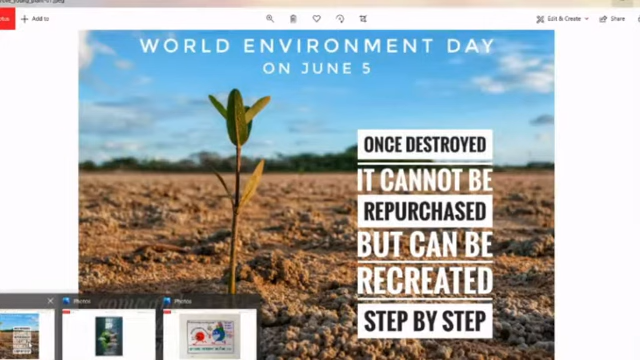 Add to
Edit & Create
Share
WORLD ENVIRONMENT DAY
ON JUNE 5
ONCE DESTROYED
IT CANNOT BE
REPURCHASED
BUT CAN BE
RECREATED
STEP BY STEP
Photos
Photos